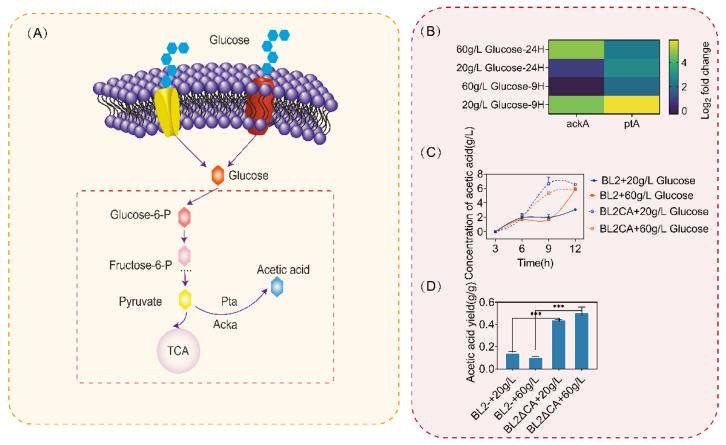 (A)
Glucose
Glucose
Glucose-6-P
Fructose-6-P
....
Acetic acid
Pyruvate
Pta
Acka
TCA
(B)
60g/L Glucose-24H
20g/L Glucose-24H
60g/L Glucose-9H
20g/L Glucose-9H
ackA
ptA
0
2
4
Log2 fold change
(C)
Concentration of acetic acid(g/L)
8
6
4
2
0
3
6
9
12
Time(h)
BL2+20g/L Glucose
BL2+60g/L Glucose
BL2CA+20g/L Glucose
BL2CA+60g/L Glucose
(D)
Acetic acid yield(g/g)
0.6
0.4
0.2
0.0
***
***
BL2-+20g/L
BL2-+60g/L
BL2ΔCA+20g/L
BL2ΔCA+60g/L